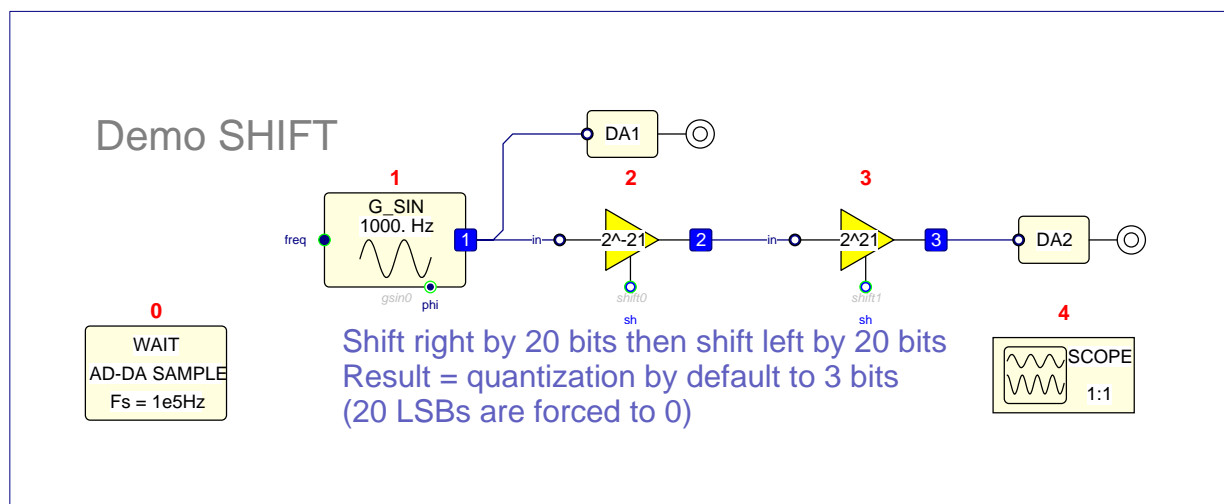 Demo SHIFT
DA1
1
2
3
G_SIN
1000. Hz
freq
1
in
2^-21
2
in
2^21
3
DA2
gsin0
phi
shift0
sh
shift1
sh
0
WAIT
AD-DA SAMPLE
Fs = 1e5Hz
Shift right by 20 bits then shift left by 20 bits
Result = quantization by default to 3 bits
(20 LSBs are forced to 0)
4
SCOPE
1:1